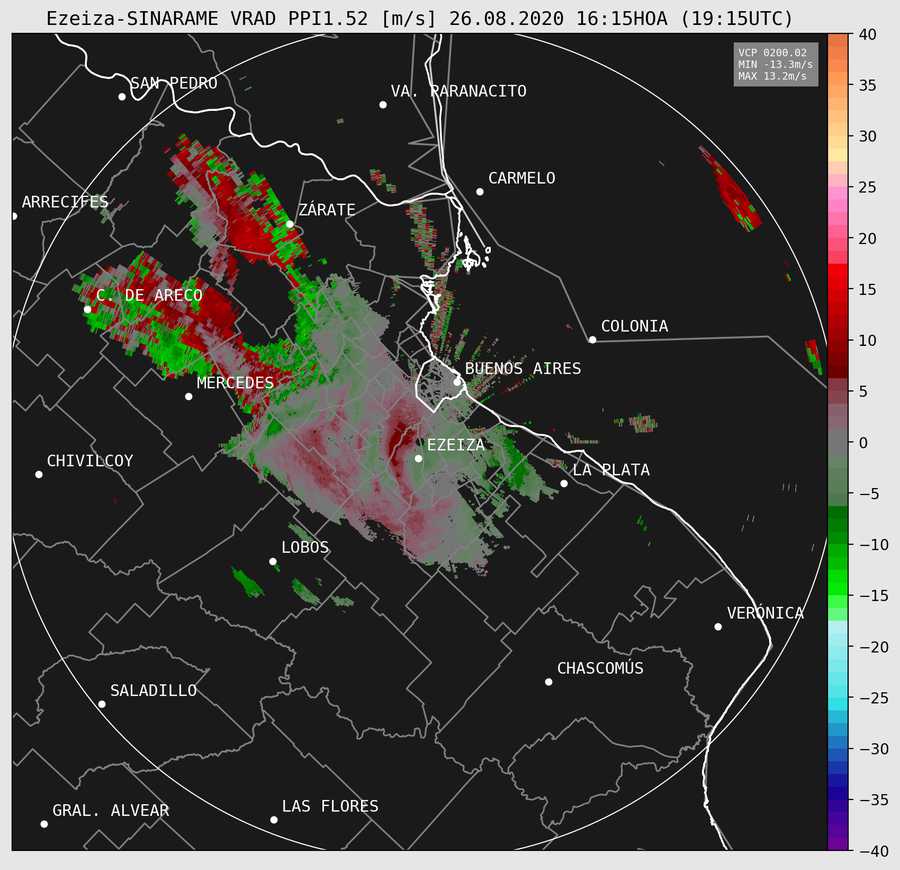 Ezeiza-SINARAME VRAD PPI1.52 [m/s] 26.08.2020 16:15HOA (19:15UTC)
VCP 0200.02
MIN -13.3m/s
MAX 13.2m/s
SAN PEDRO
VA. PARANACITO
CARMELO
ARRECIFES
ZÁRATE
C. DE ARECO
COLONIA
BUENOS AIRES
MERCEDES
EZEIZA
CHIVILCOY
LA PLATA
LOBOS
VERÓNICA
CHASCOMÚS
SALADILLO
GRAL. ALVEAR
LAS FLORES
40
35
30
25
20
15
10
5
0
−5
−10
−15
−20
−25
−30
−35
−40